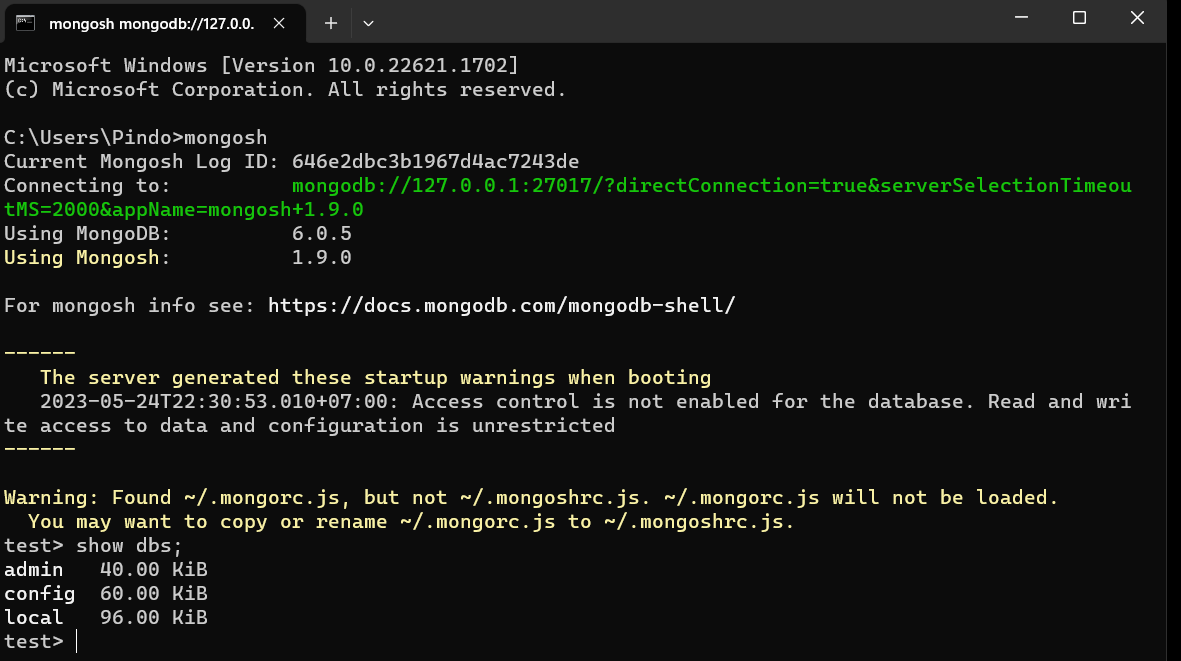 mongosh mongodb://127.0.0.
Microsoft Windows [Version 10.0.22621.1702]
(c) Microsoft Corporation. All rights reserved.
C:\Users\Pindo>mongosh
Current Mongosh Log ID: 646e2dbc3b1967d4ac7243de
Connecting to:          mongodb://127.0.0.1:27017/?directConnection=true&serverSelectionTimeou
tMS=2000&appName=mongosh+1.9.0
Using MongoDB:          6.0.5
Using Mongosh:          1.9.0
For mongosh info see: https://docs.mongodb.com/mongodb-shell/
------
   The server generated these startup warnings when booting
   2023-05-24T22:30:53.010+07:00: Access control is not enabled for the database. Read and wri
te access to data and configuration is unrestricted
------
Warning: Found ~/.mongorc.js, but not ~/.mongoshrc.js. ~/.mongorc.js will not be loaded.
  You may want to copy or rename ~/.mongorc.js to ~/.mongoshrc.js.
test> show dbs;
admin   40.00 KiB
config  60.00 KiB
local   96.00 KiB
test>